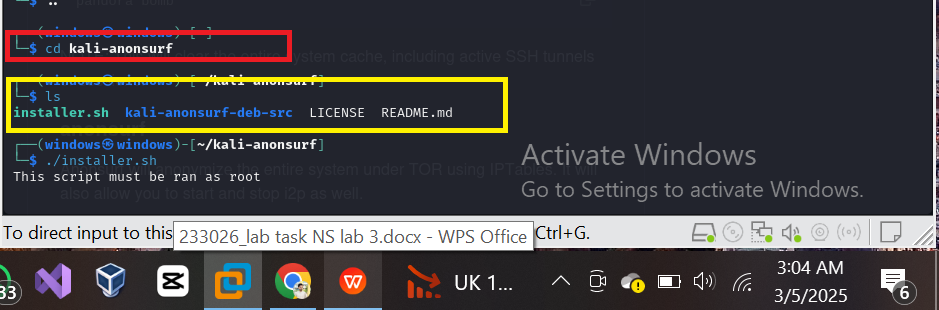 ..
(windows㉿windows)-[~]
$ cd kali-anonsurf
the entire system cache, including active SSH tunnels
(windows㉿windows)-[~/kali-anonsurf]
$ ls
installer.sh kali-anonsurf-deb-src LICENSE README.md
┌──(windows㉿windows)-[~/kali-anonsurf]
└─$ ./installer.sh
anonymize the entire system under TOR using IPTables. It will
This script must be ran as root
also allow you to start and stop i2p as well.
Activate Windows
Go to Settings to activate Windows.
To direct input to this
233026_lab task NS lab 3.docx - WPS Office
Ctrl+G.
33
W
UK 1...
3:04 AM
3/5/2025
6